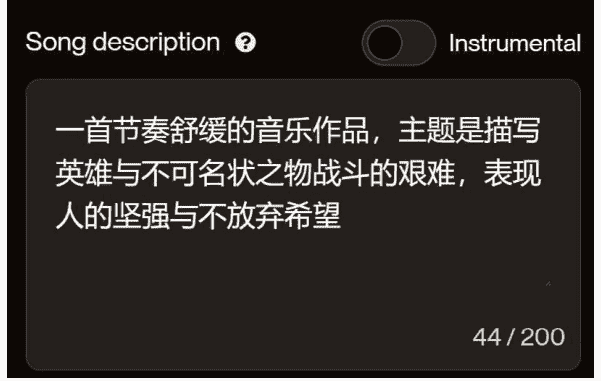 Song description ?
Instrumental
一首节奏舒缓的音乐作品，主题是描写
英雄与不可名状之物战斗的艰难，表现
人的坚强与不放弃希望
44 / 200